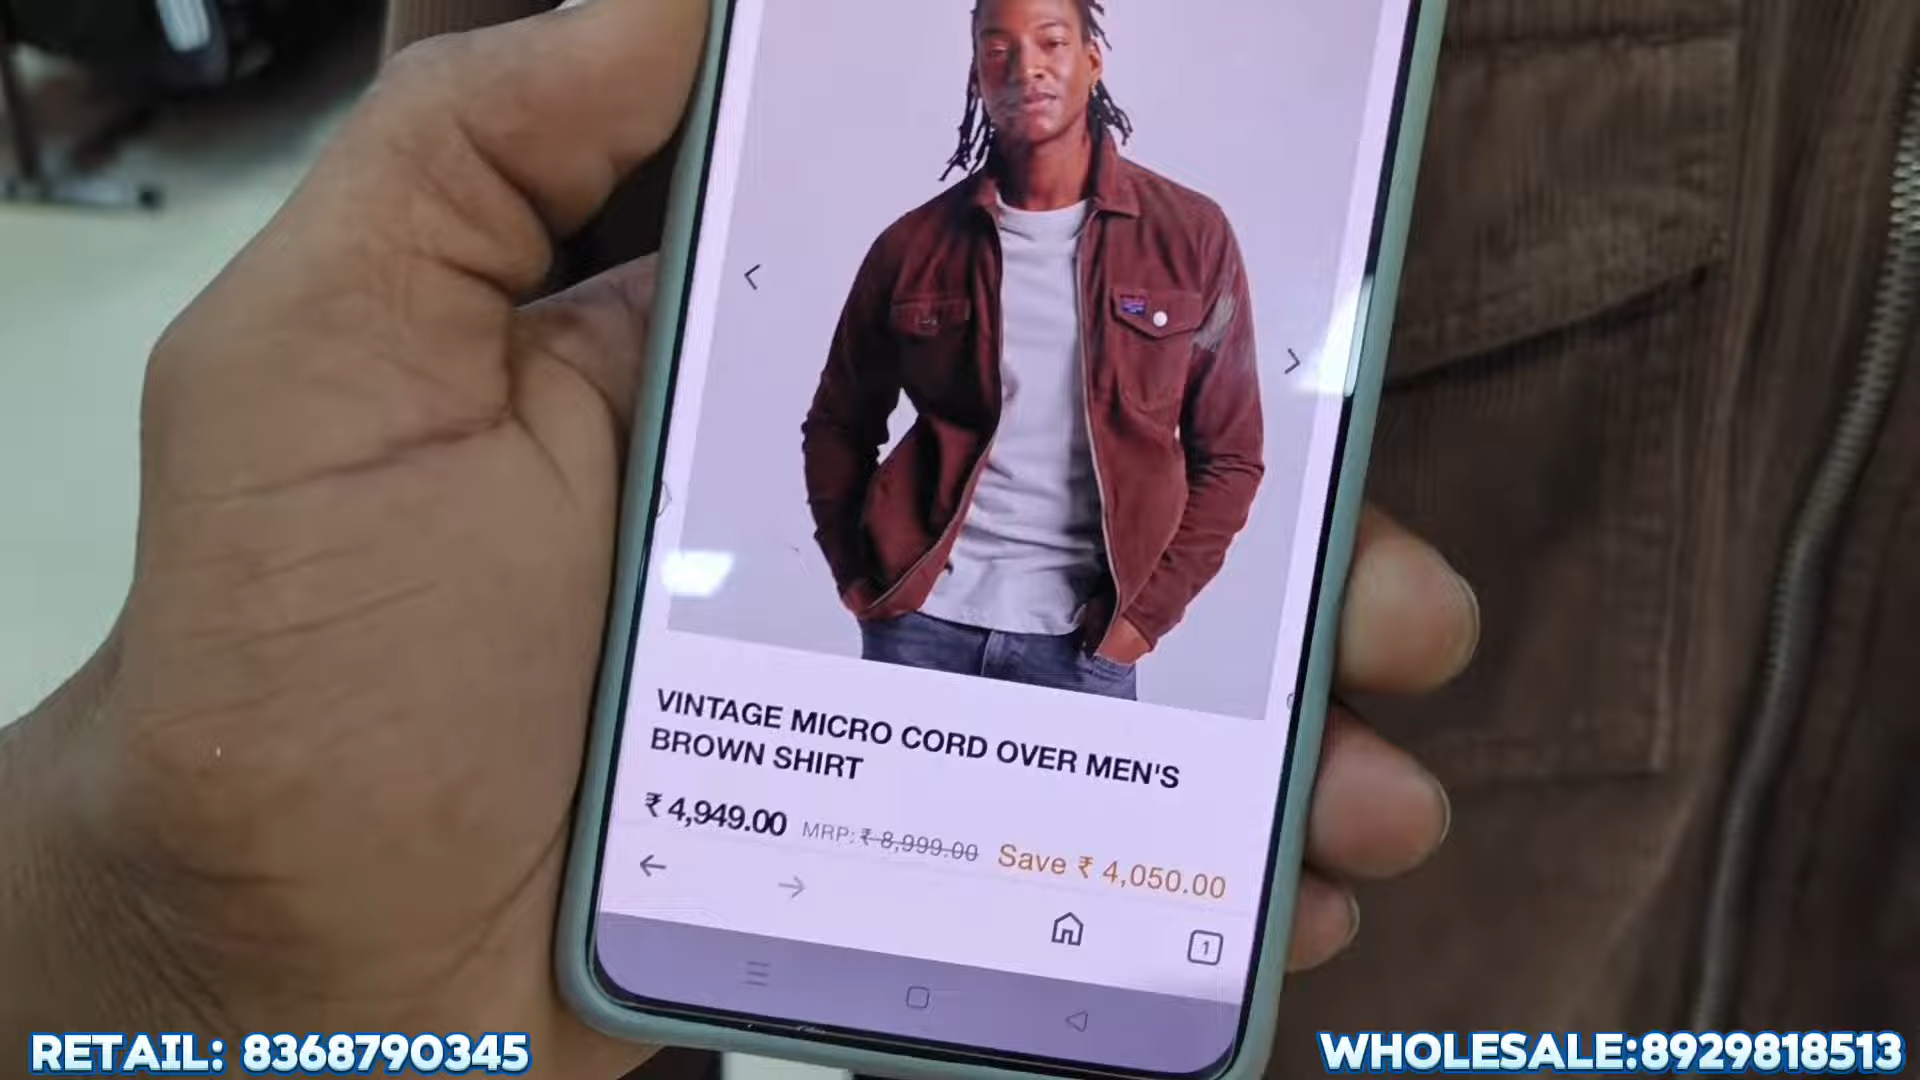 VINTAGE MICRO CORD OVER MEN'S
BROWN SHIRT
₹ 4,949.00 MRP: ₹ 8,999.00 Save ₹ 4,050.00
1
RETAIL: 8368790345
WHOLESALE:8929818513